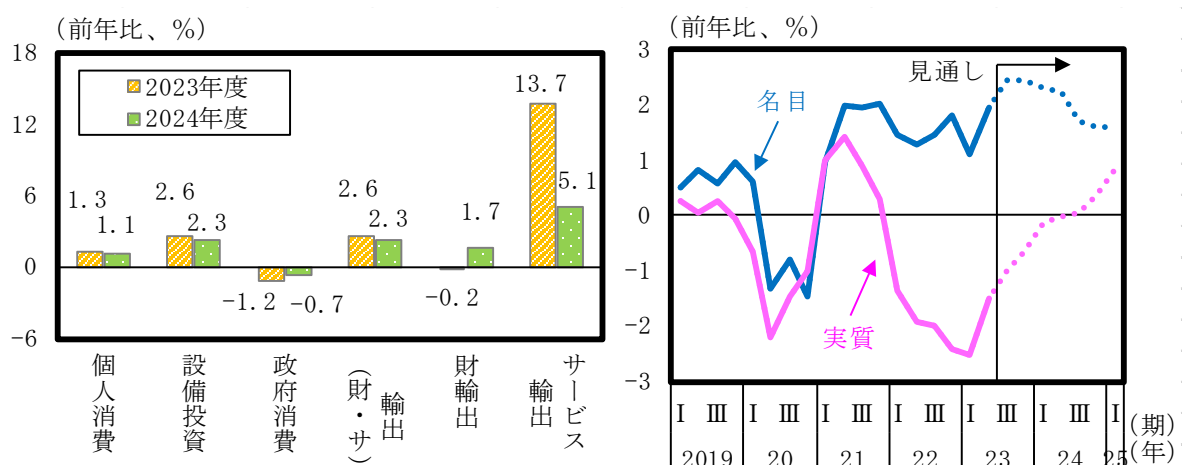 (前年比、%)
18
12
6
0
-6
2023年度
2024年度
1.3
1.1
2.6
2.3
-1.2
-0.7
2.6
2.3
-0.2
1.7
13.7
5.1
個人消費
設備投資
政府消費
輸出
(財・サ)
財輸出
サービス
輸出
(前年比、%)
3
2
1
0
-1
-2
-3
見通し
名目
実質
Ⅰ Ⅲ Ⅰ Ⅲ Ⅰ Ⅲ Ⅰ Ⅲ Ⅰ Ⅲ Ⅰ Ⅲ Ⅰ (期)
2019 20 21 22 23 24 25 (年)